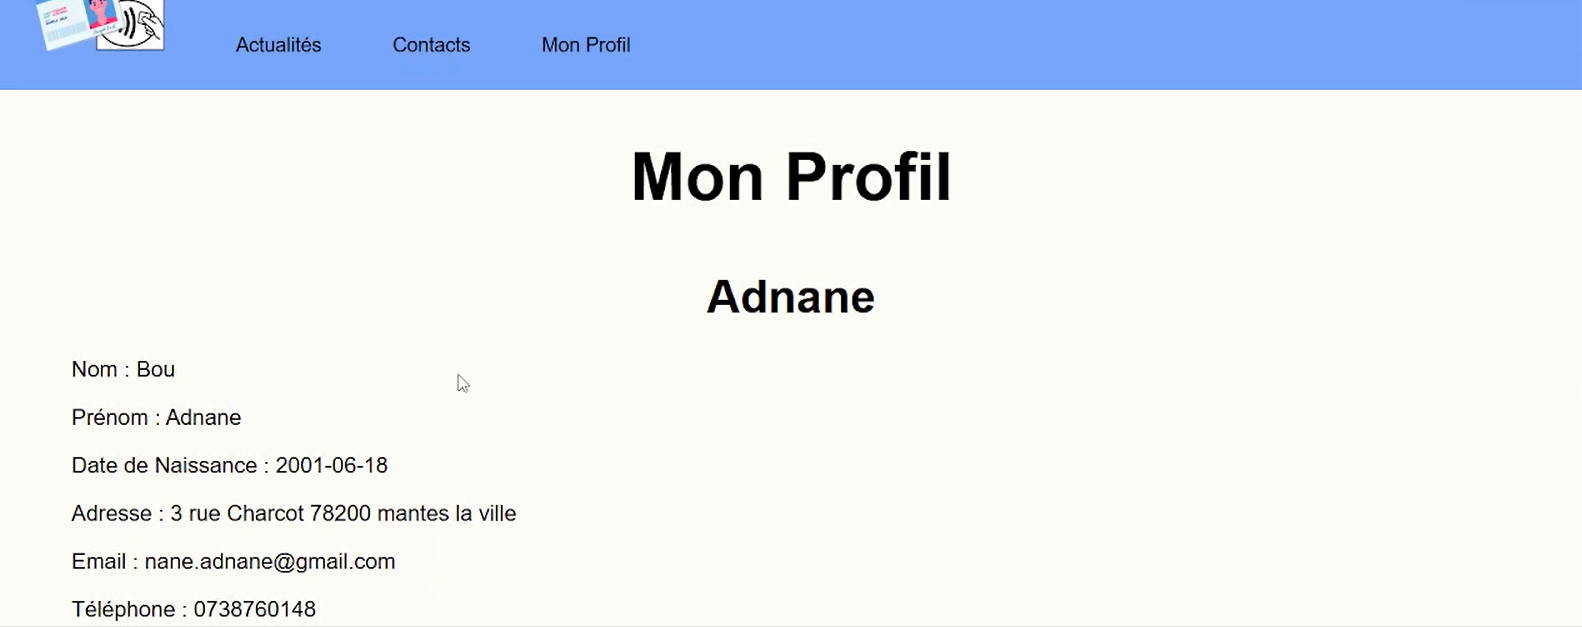 Actualités Contacts Mon Profil
Mon Profil
Adnane
Nom : Bou
Prénom : Adnane
Date de Naissance : 2001-06-18
Adresse : 3 rue Charcot 78200 mantes la ville
Email : nane.adnane@gmail.com
Téléphone : 0738760148